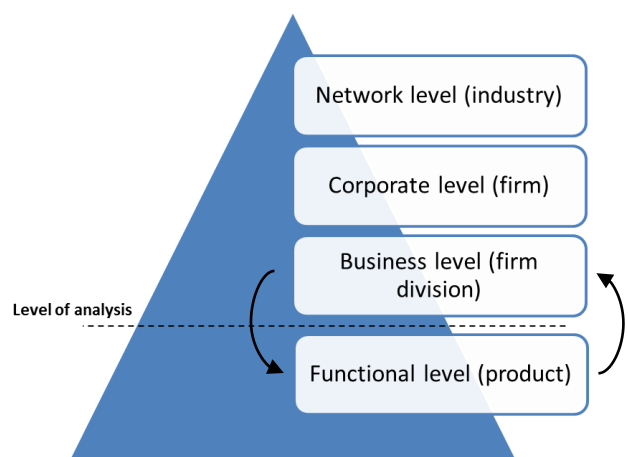 Network level (industry)
Corporate level (firm)
Business level (firm
division)
Level of analysis
Functional level (product)